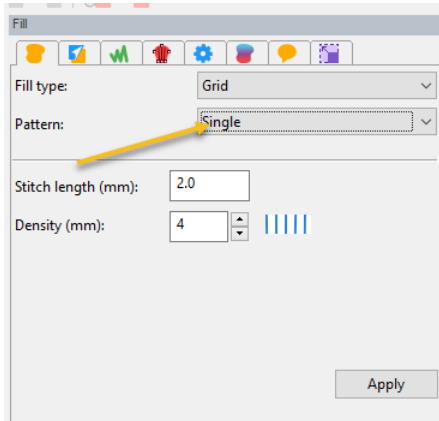 Fill
Fill type: Grid
Pattern: Single
Stitch length (mm): 2.0
Density (mm): 4
Apply